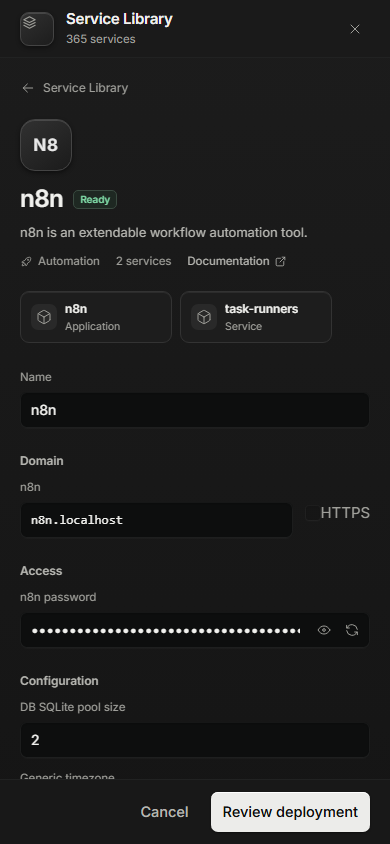 Service Library
365 services
Service Library
N8
n8n Ready
n8n is an extendable workflow automation tool.
Automation 2 services Documentation
n8n
Application
task-runners
Service
Name
n8n
Domain
n8n
n8n.localhost HTTPS
Access
n8n password
Configuration
DB SQLite pool size
2
Generic timezone
Cancel Review deployment